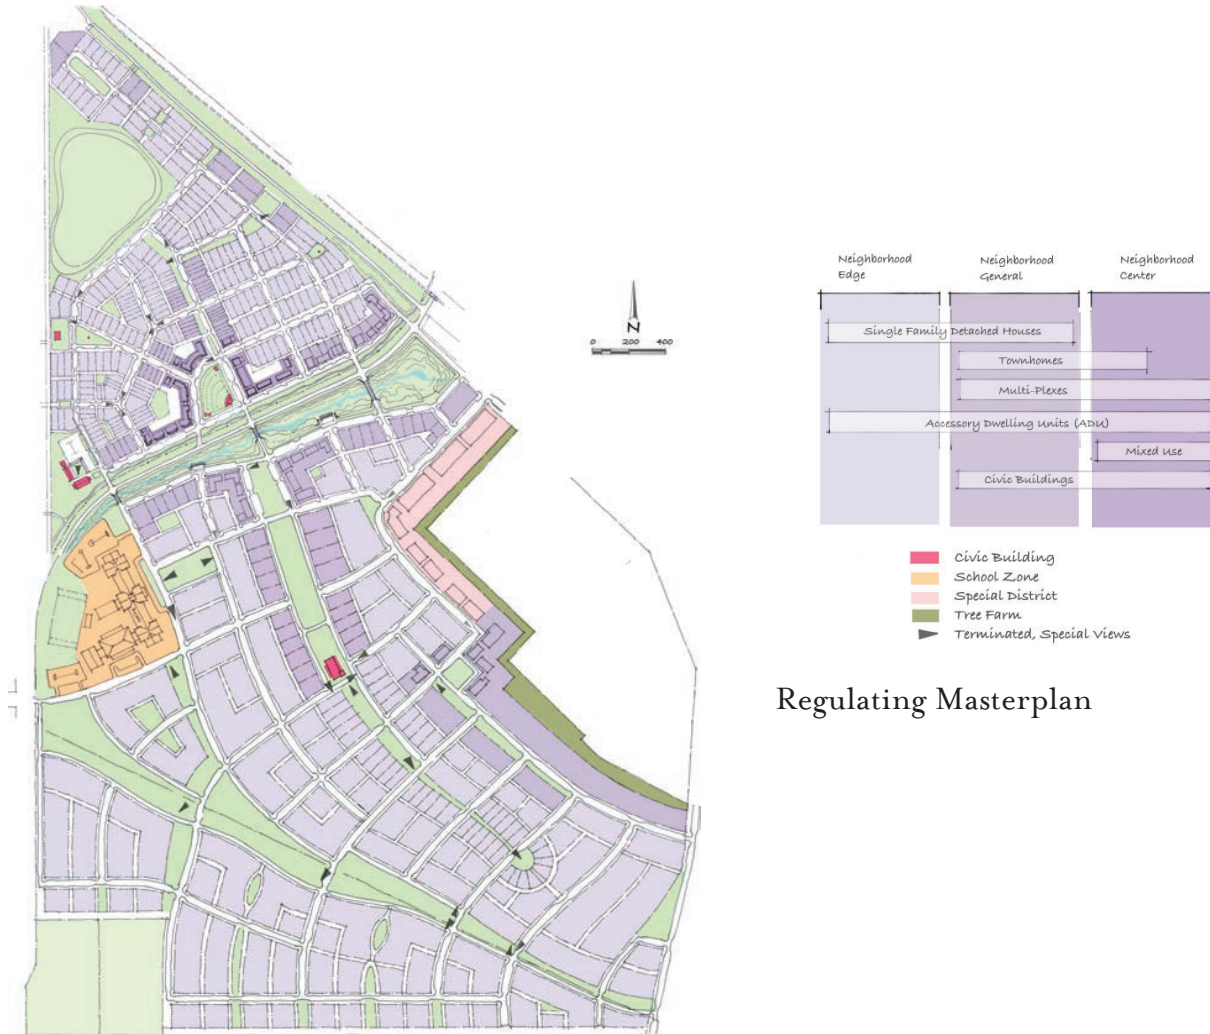 Neighborhood
Edge
Neighborhood
General
Neighborhood
Center
Single Family Detached Houses
Townhomes
Multi-Plexes
Accessory Dwelling Units (ADU)
Mixed Use
Civic Buildings
N
0 200 400
Civic Building
School Zone
Special District
Tree Farm
Terminated, Special Views
Regulating Masterplan